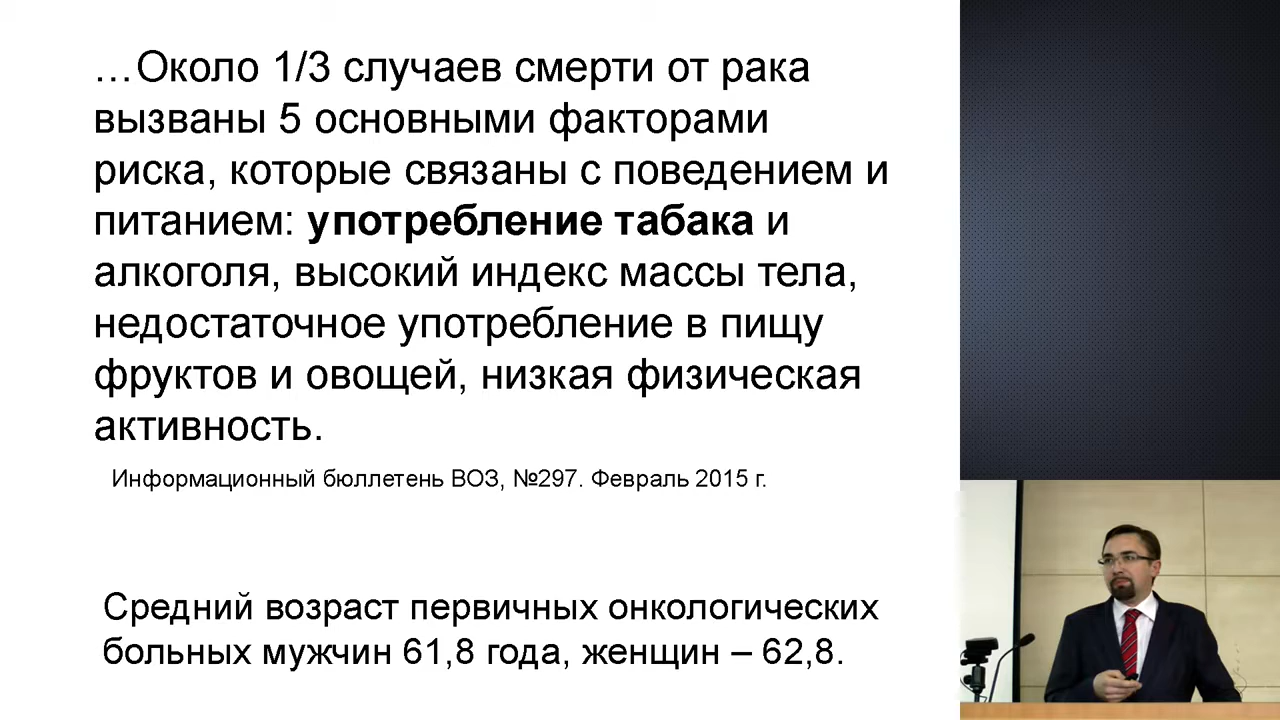 …Около 1/3 случаев смерти от рака
вызваны 5 основными факторами
риска, которые связаны с поведением и
питанием: употребление табака и
алкоголя, высокий индекс массы тела,
недостаточное употребление в пищу
фруктов и овощей, низкая физическая
активность.
Информационный бюллетень ВОЗ, №297. Февраль 2015 г.
Средний возраст первичных онкологических
больных мужчин 61,8 года, женщин – 62,8.